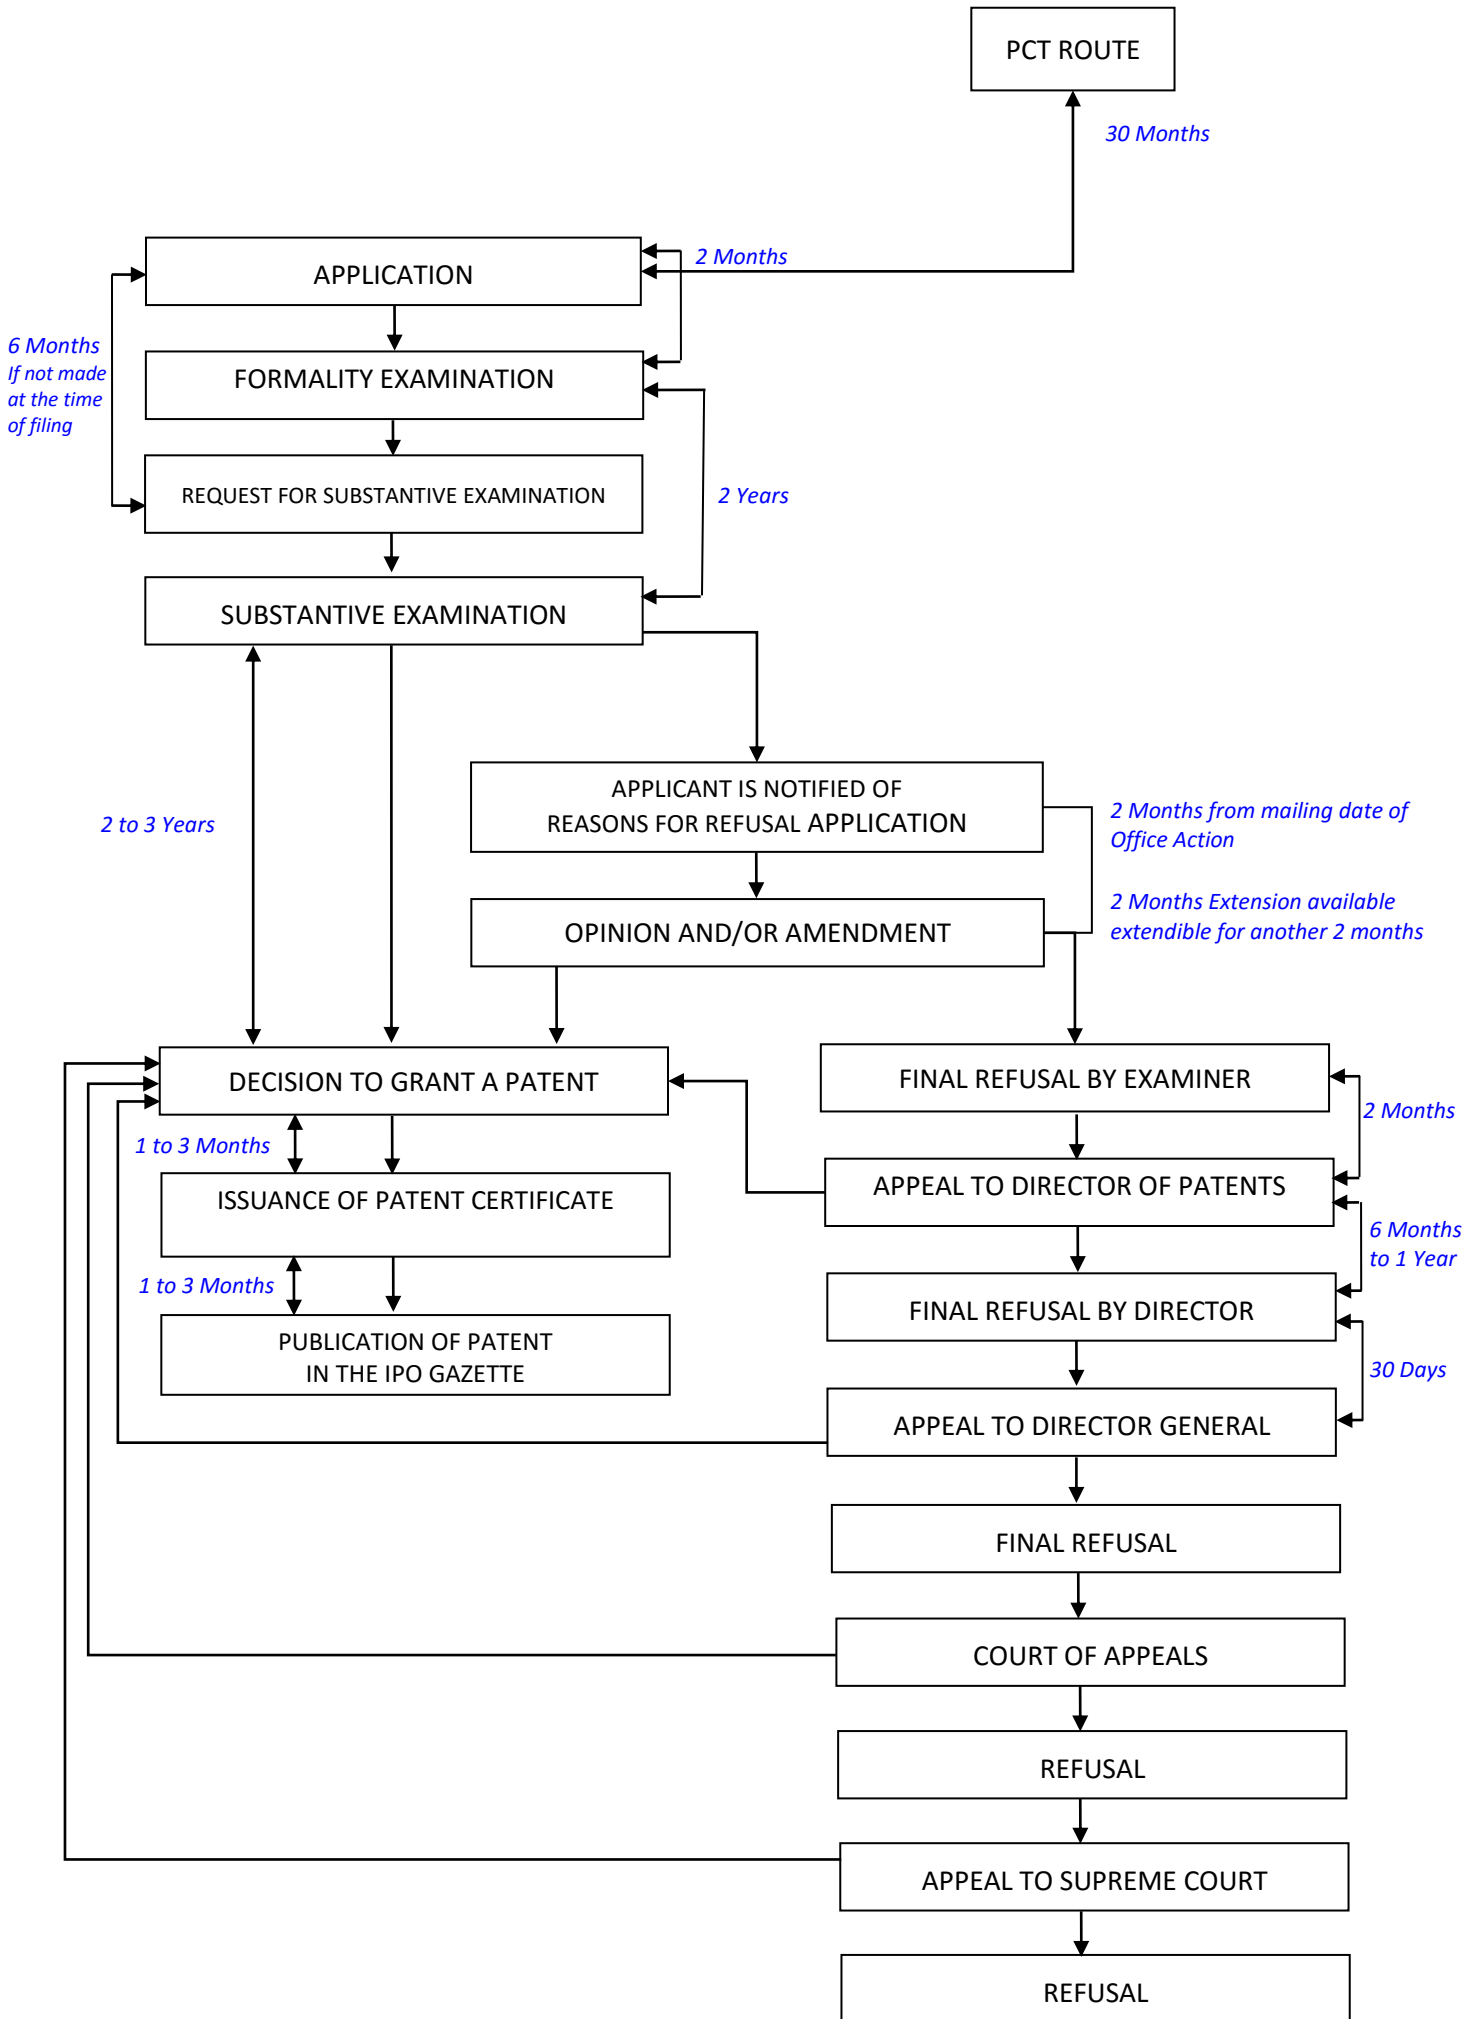 PCT ROUTE
30 Months
APPLICATION
2 Months
6 Months
If not made
at the time
of filing
FORMALITY EXAMINATION
REQUEST FOR SUBSTANTIVE EXAMINATION
2 Years
SUBSTANTIVE EXAMINATION
2 to 3 Years
APPLICANT IS NOTIFIED OF
REASONS FOR REFUSAL APPLICATION
2 Months from mailing date of
Office Action
2 Months Extension available
extendible for another 2 months
OPINION AND/OR AMENDMENT
DECISION TO GRANT A PATENT
FINAL REFUSAL BY EXAMINER
2 Months
1 to 3 Months
ISSUANCE OF PATENT CERTIFICATE
APPEAL TO DIRECTOR OF PATENTS
6 Months
to 1 Year
1 to 3 Months
FINAL REFUSAL BY DIRECTOR
PUBLICATION OF PATENT
IN THE IPO GAZETTE
30 Days
APPEAL TO DIRECTOR GENERAL
FINAL REFUSAL
COURT OF APPEALS
REFUSAL
APPEAL TO SUPREME COURT
REFUSAL